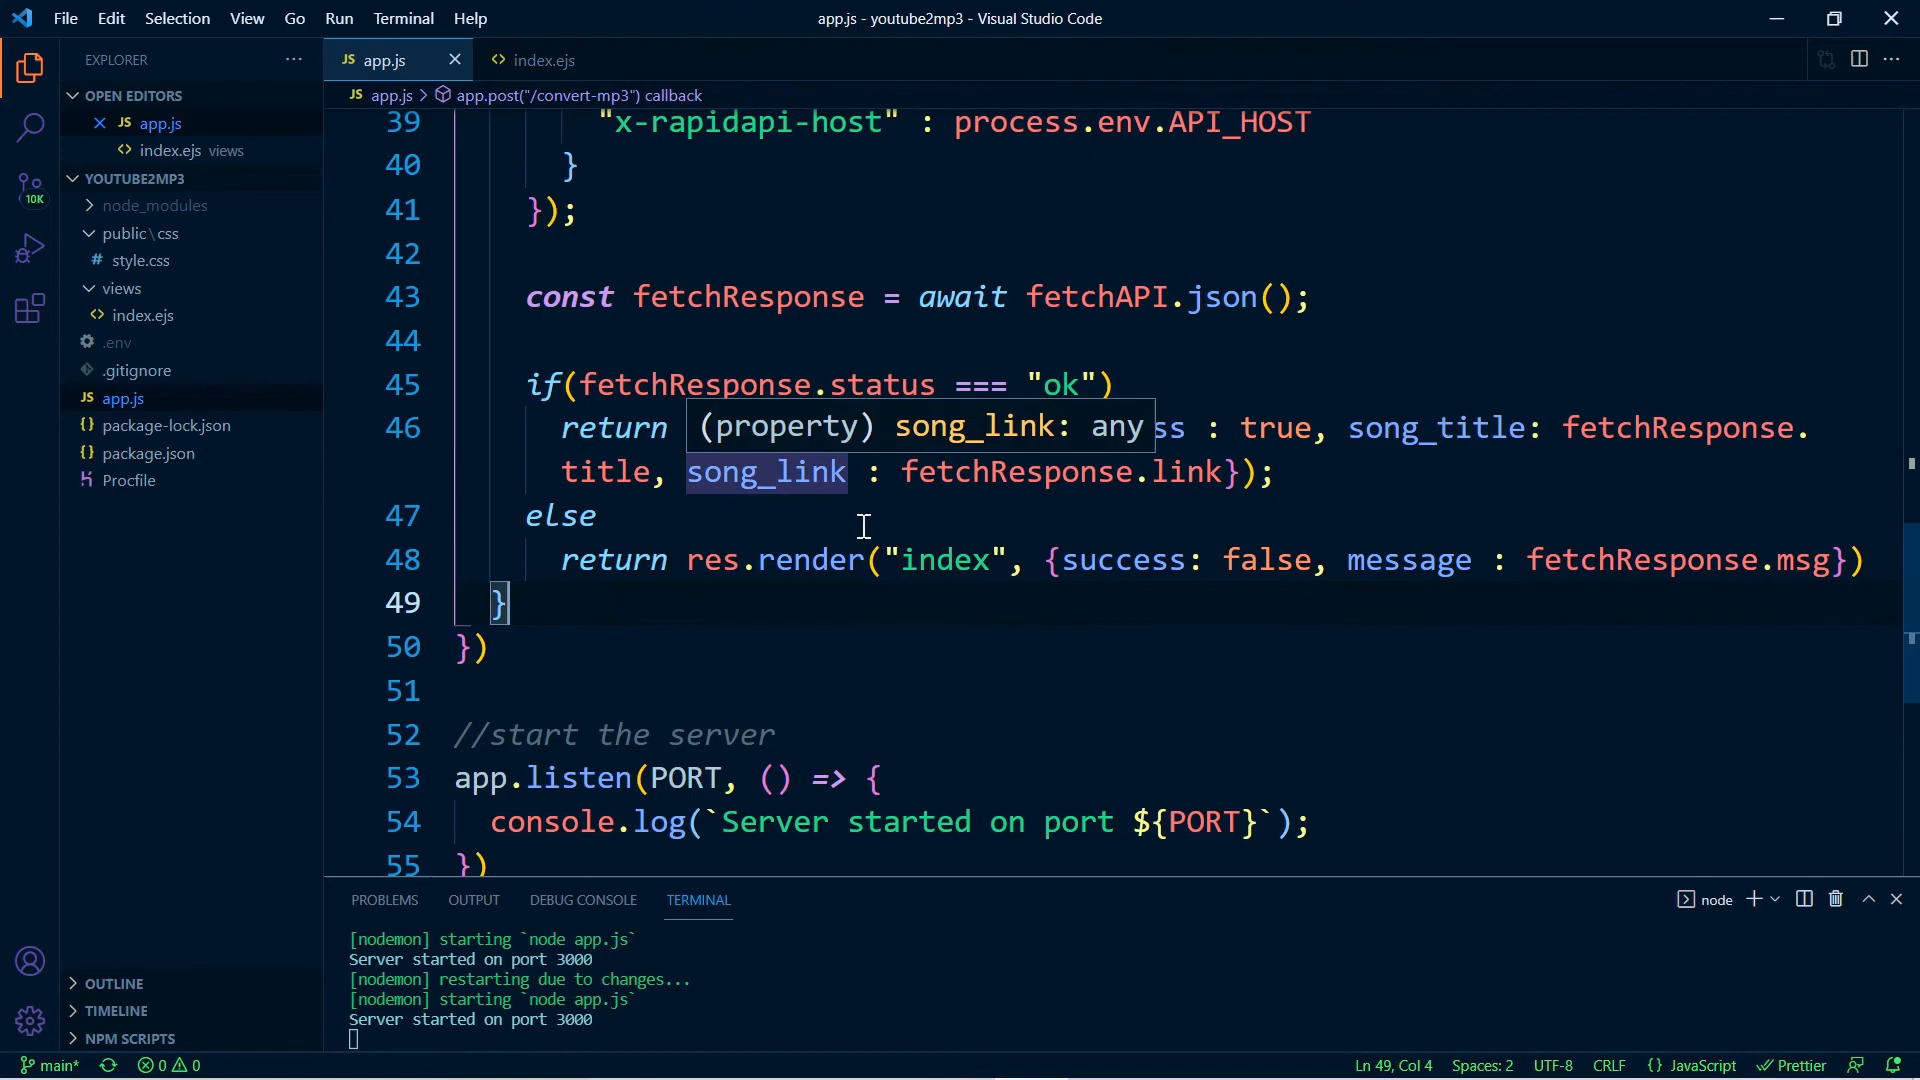 File Edit Selection View Go Run Terminal Help
app.js - youtube2mp3 - Visual Studio Code
EXPLORER
OPEN EDITORS
JS app.js
index.ejs views
YOUTUBE2MP3
node_modules
public\css
# style.css
views
index.ejs
.env
.gitignore
JS app.js
{} package-lock.json
{} package.json
Procfile
OUTLINE
TIMELINE
NPM SCRIPTS
10K
JS app.js
index.ejs
JS app.js > app.post("/convert-mp3") callback
39 "x-rapidapi-host" : process.env.API_HOST
40 }
41 });
42
43 const fetchResponse = await fetchAPI.json();
44
45 if(fetchResponse.status === "ok")
46 return (property) song_link: any ss : true, song_title: fetchResponse.
title, song_link : fetchResponse.link});
47 else
48 return res.render("index", {success: false, message : fetchResponse.msg})
49 }
50 })
51
52 //start the server
53 app.listen(PORT, () => {
54 console.log(`Server started on port ${PORT}`);
55 })
PROBLEMS OUTPUT DEBUG CONSOLE TERMINAL
node
[nodemon] starting `node app.js`
Server started on port 3000
[nodemon] restarting due to changes...
[nodemon] starting `node app.js`
Server started on port 3000
main* 0 0
Ln 49, Col 4 Spaces: 2 UTF-8 CRLF {} JavaScript Prettier